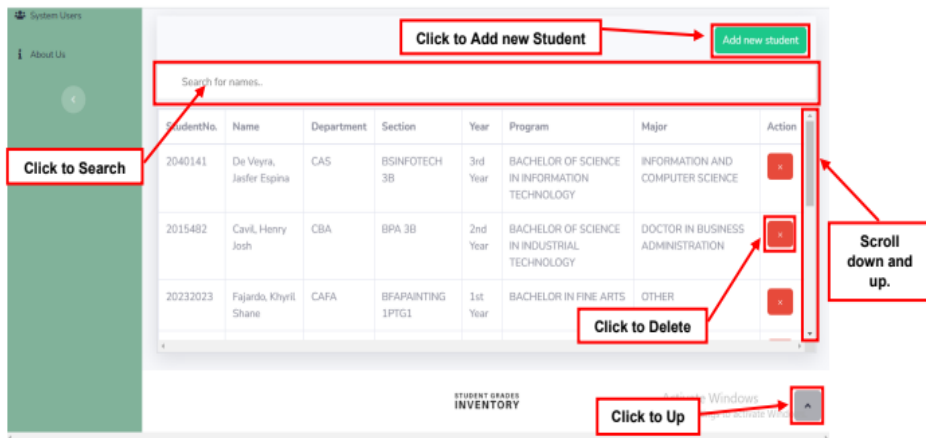 System Users
About Us
Click to Add new Student
Add new student
Search for names..
Click to Search
StudentNo. Name Department Section Year Program Major Action
2040141 De Veyra, CAS BSINFOTECH 3rd BACHELOR OF SCIENCE INFORMATION AND
Jasfer Espina 3B Year IN INFORMATION COMPUTER SCIENCE
TECHNOLOGY
2015482 Cavil, Henry CBA BPA 3B 2nd BACHELOR OF SCIENCE DOCTOR IN BUSINESS
Josh Year IN INDUSTRIAL ADMINISTRATION
TECHNOLOGY
Scroll
down and
up.
20232023 Fajardo, Khyril CAFA BFAPAINTING 1st BACHELOR IN FINE ARTS OTHER
Shane 1PTG1 Year
Click to Delete
STUDENT GRADES
INVENTORY
Windows
to activate
Click to Up